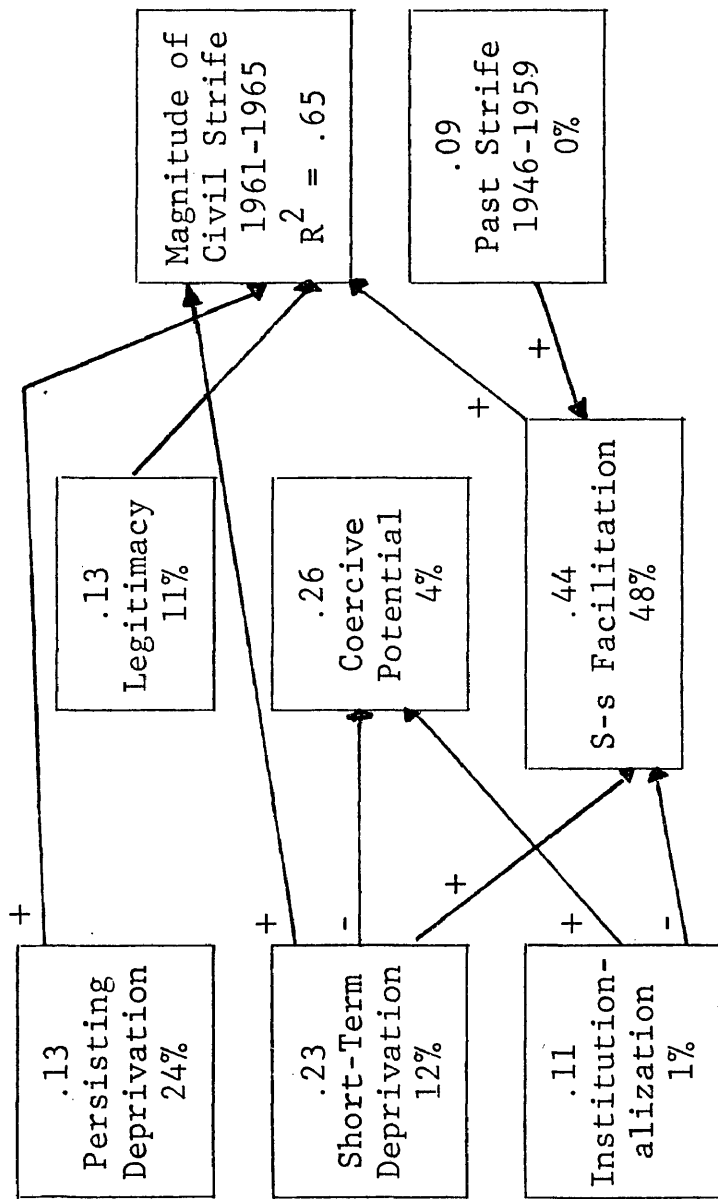 .13
Persisting
Deprivation
24%
+
.23
Short-Term
Deprivation
12%
+
-
+
.11
Institution-
alization
1%
+
-
.13
Legitimacy
11%
.26
Coercive
Potential
4%
.44
S-s Facilitation
48%
+
+
Magnitude of
Civil Strife
1961-1965
R² = .65
.09
Past Strife
1946-1959
0%